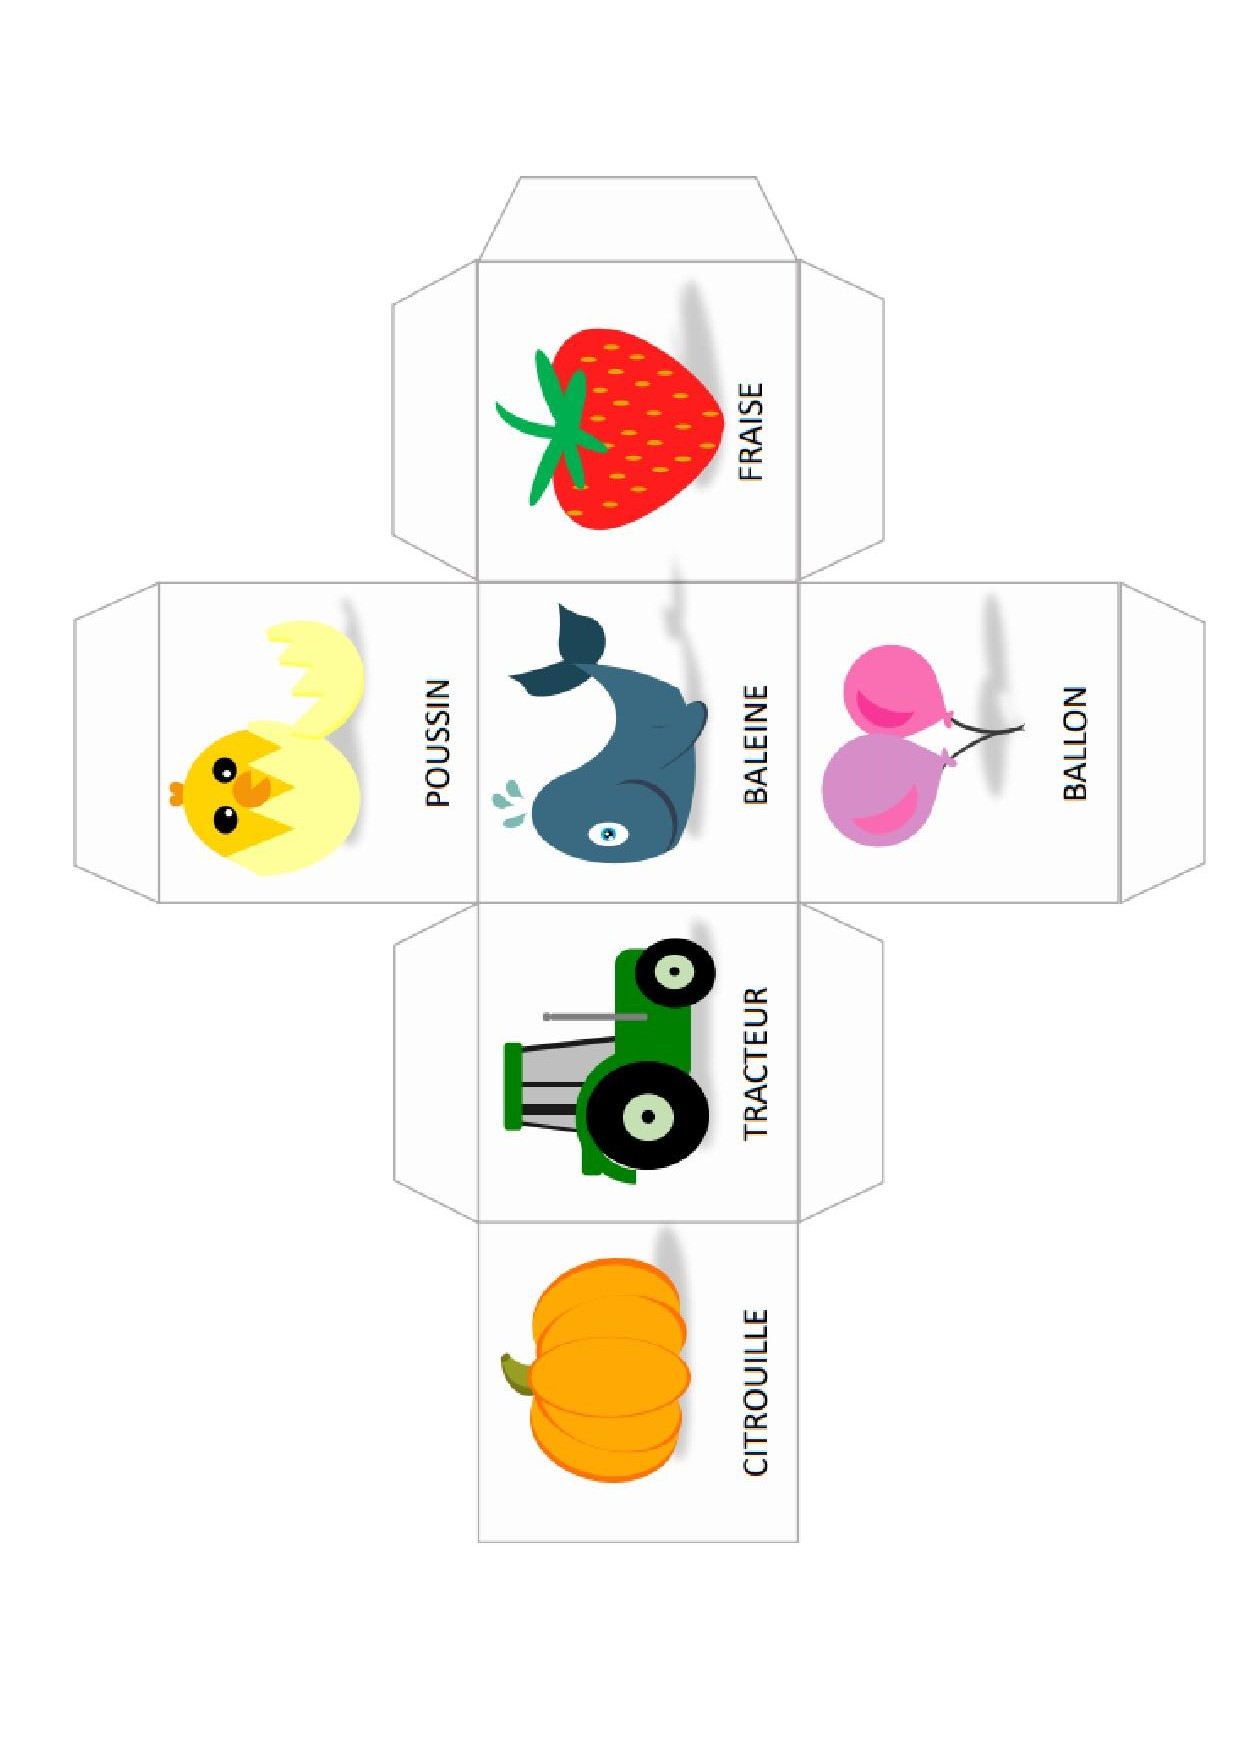 FRAISE
POUSSIN
BALEINE
BALLON
TRACTEUR
CITROUILLE